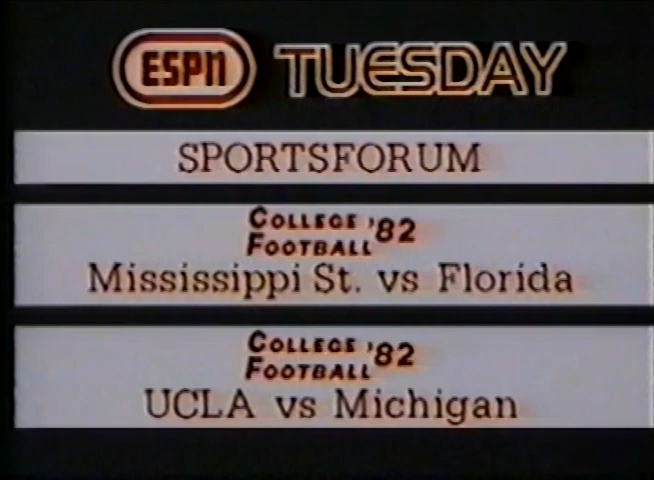 ESPN TUESDAY
SPORTSFORUM
COLLEGE '82
FOOTBALL
Mississippi St. vs Florida
COLLEGE '82
FOOTBALL
UCLA vs Michigan